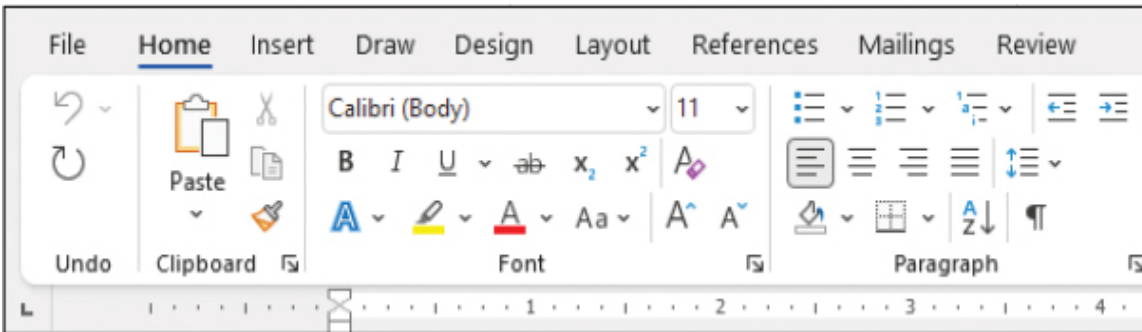 File Home Insert Draw Design Layout References Mailings Review
Calibri (Body) 11
Paste
B I U ab x₂ x² A
A A Aa A A A Z
Undo Clipboard Font Paragraph
1 2 3 4